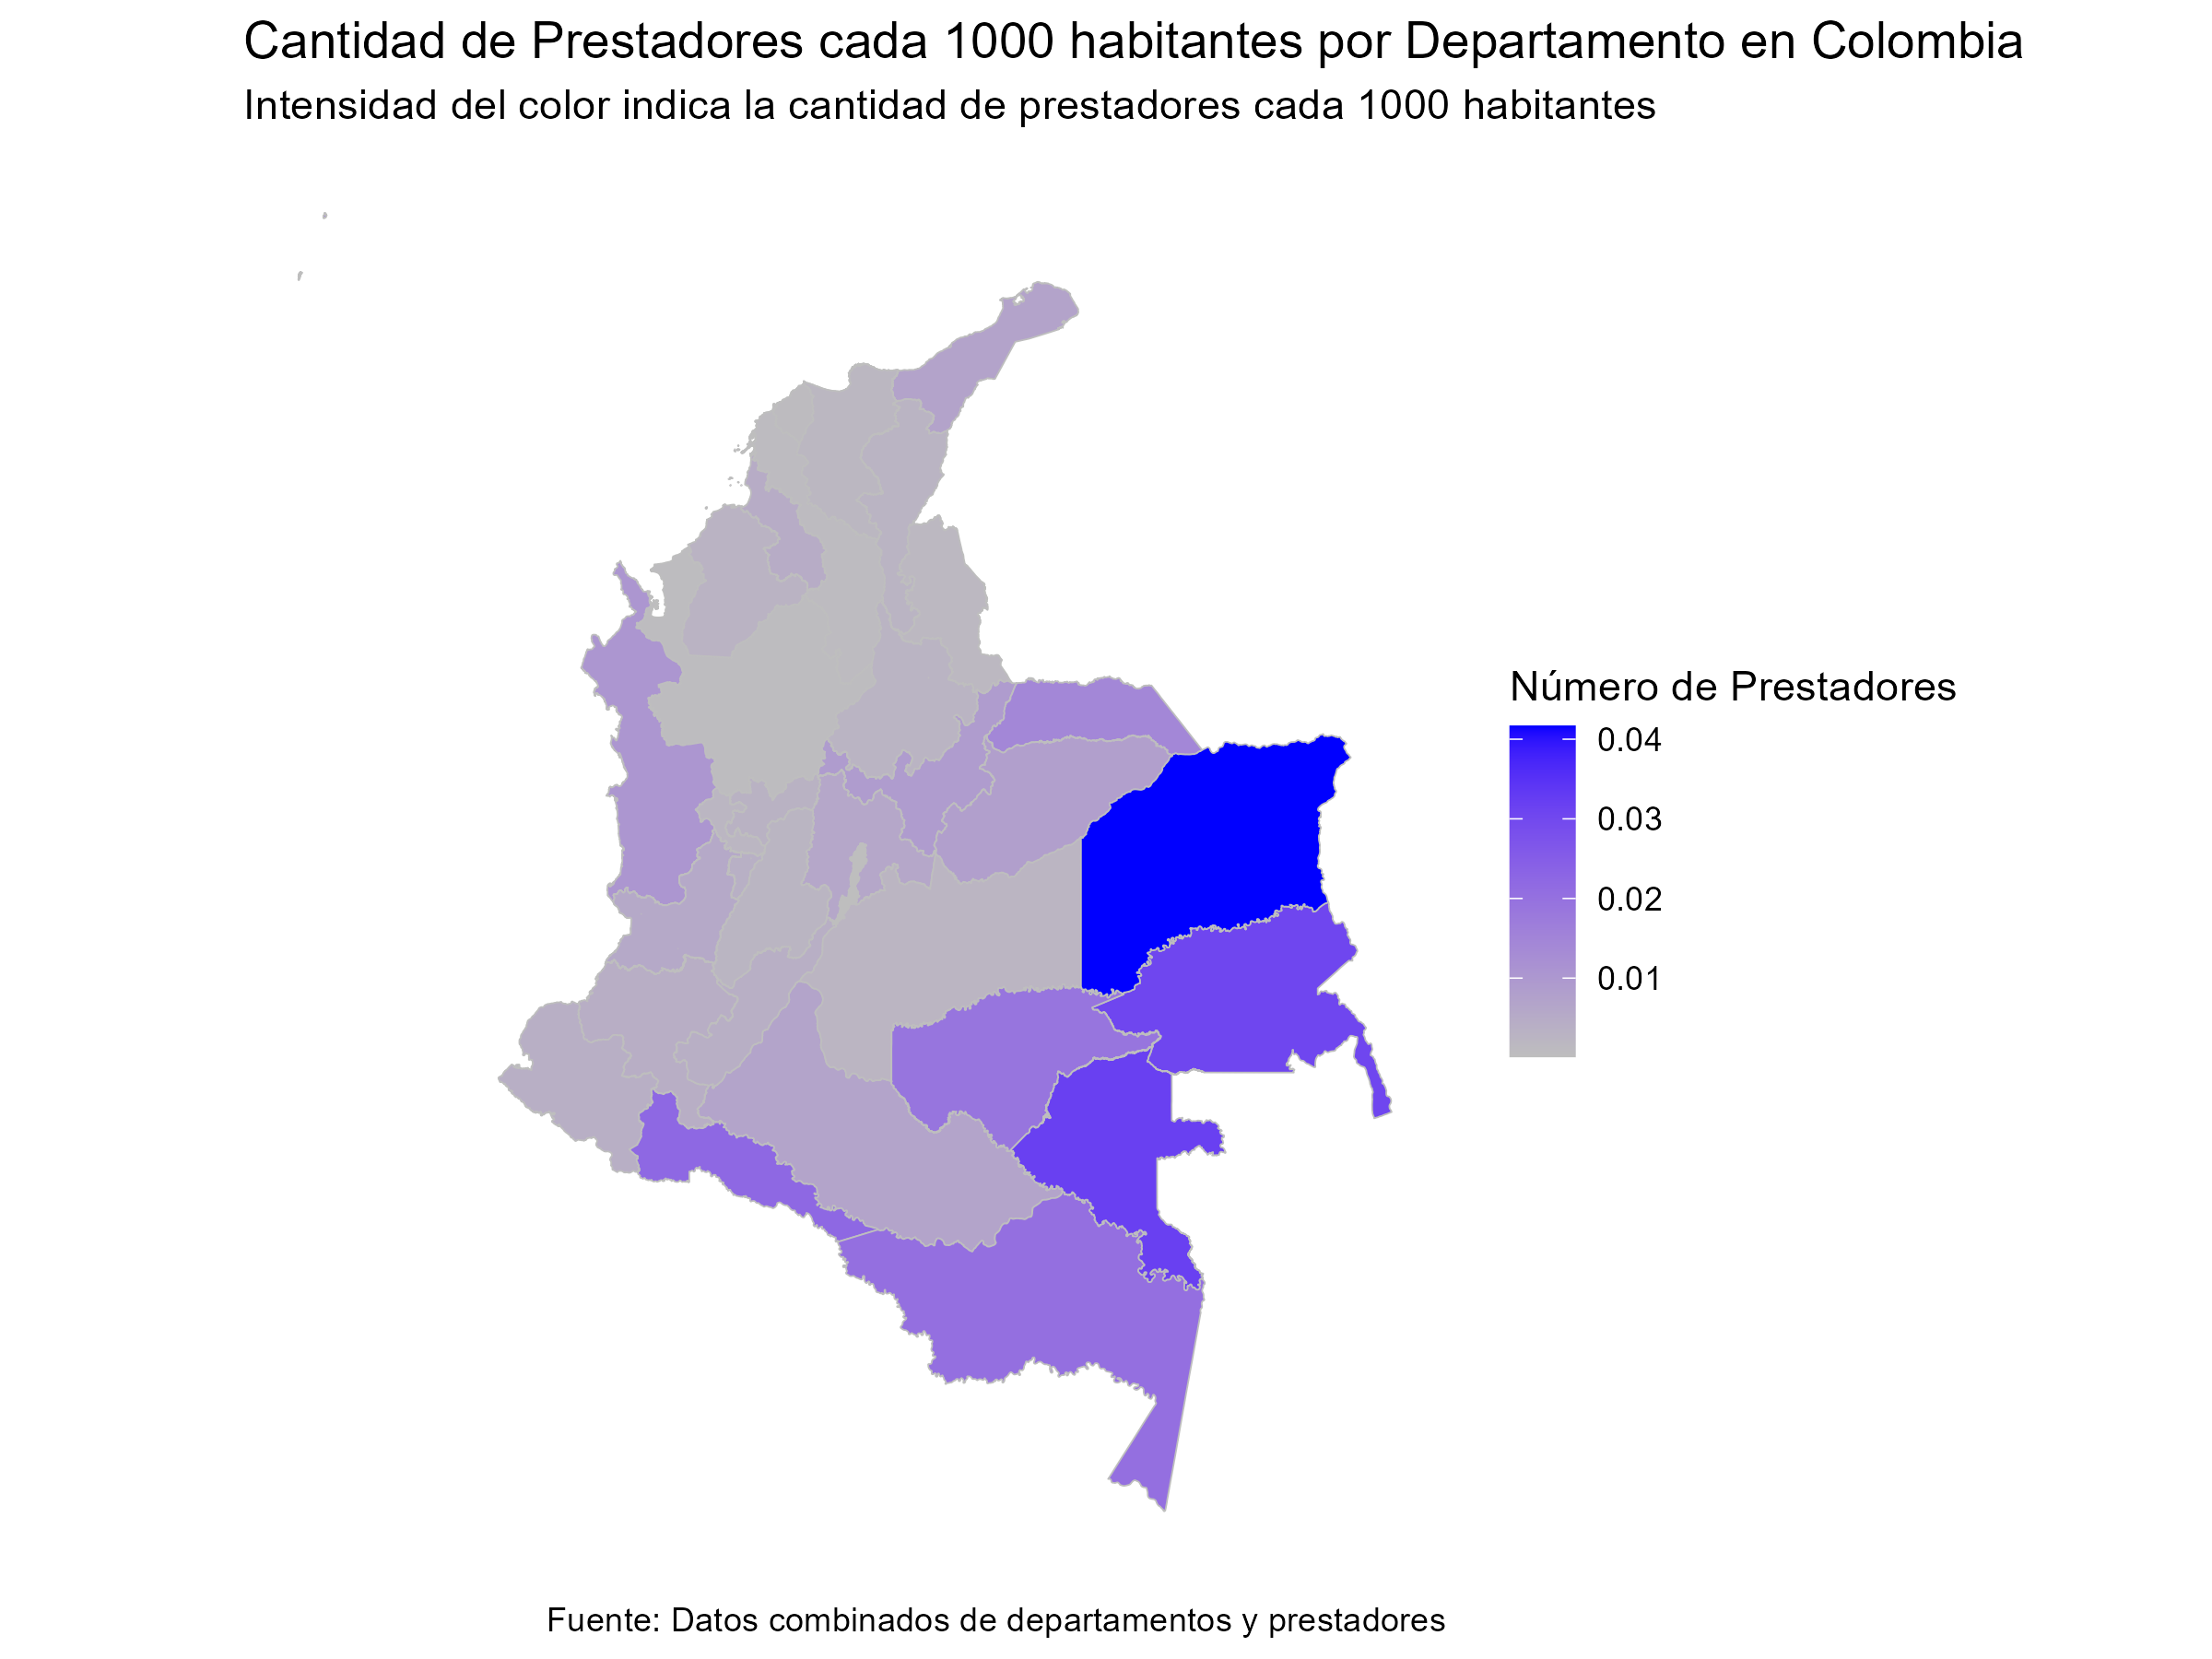 Cantidad de Prestadores cada 1000 habitantes por Departamento en Colombia
Intensidad del color indica la cantidad de prestadores cada 1000 habitantes
Número de Prestadores
0.04
0.03
0.02
0.01
Fuente: Datos combinados de departamentos y prestadores